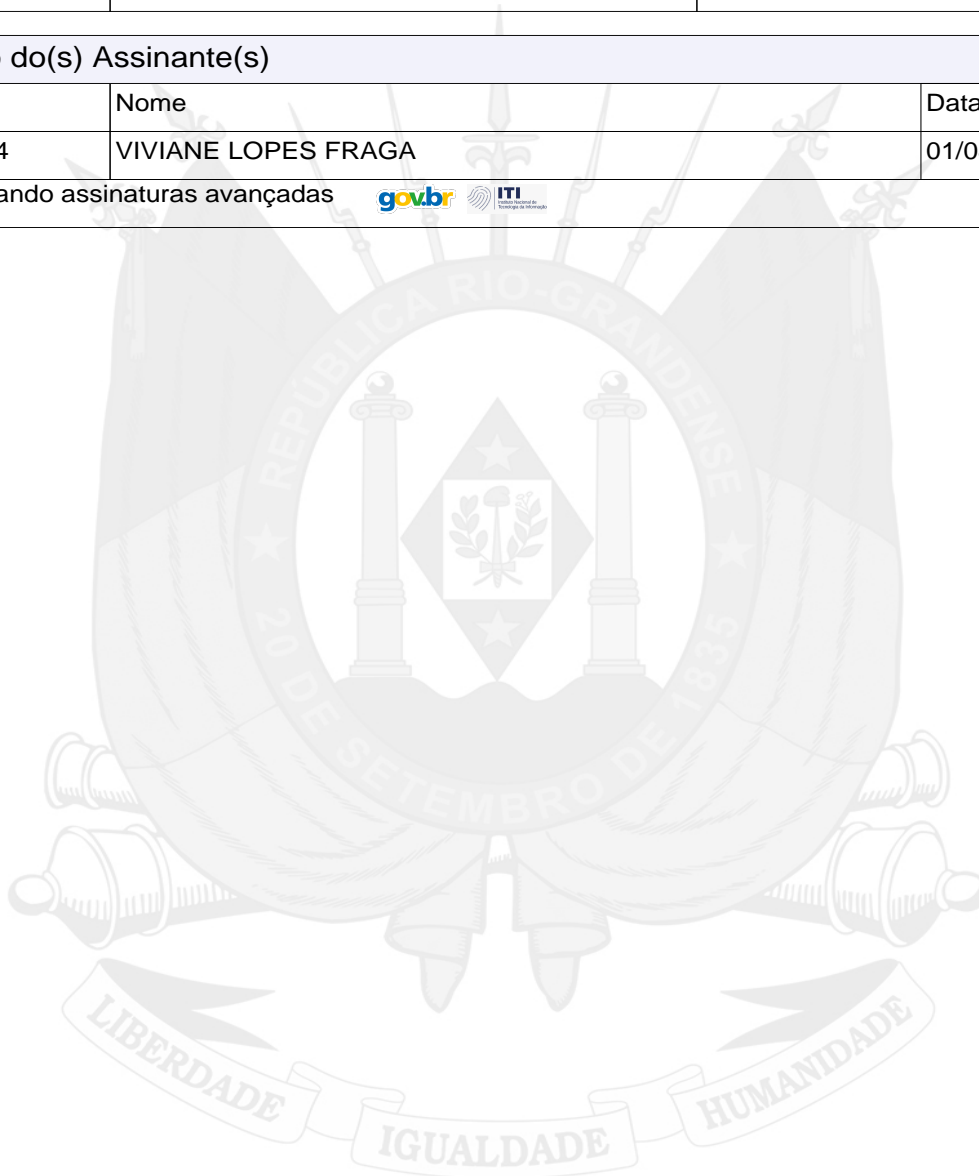 do(s) Assinante(s)
Nome
Data
4
VIVIANE LOPES FRAGA
01/0
ando assinaturas avançadas
gov.br
ITI
REPÚBLICA RIO-GRANDENSE
20 DE SETEMBRO DE 1835
LIBERDADE
IGUALDADE
HUMANIDADE